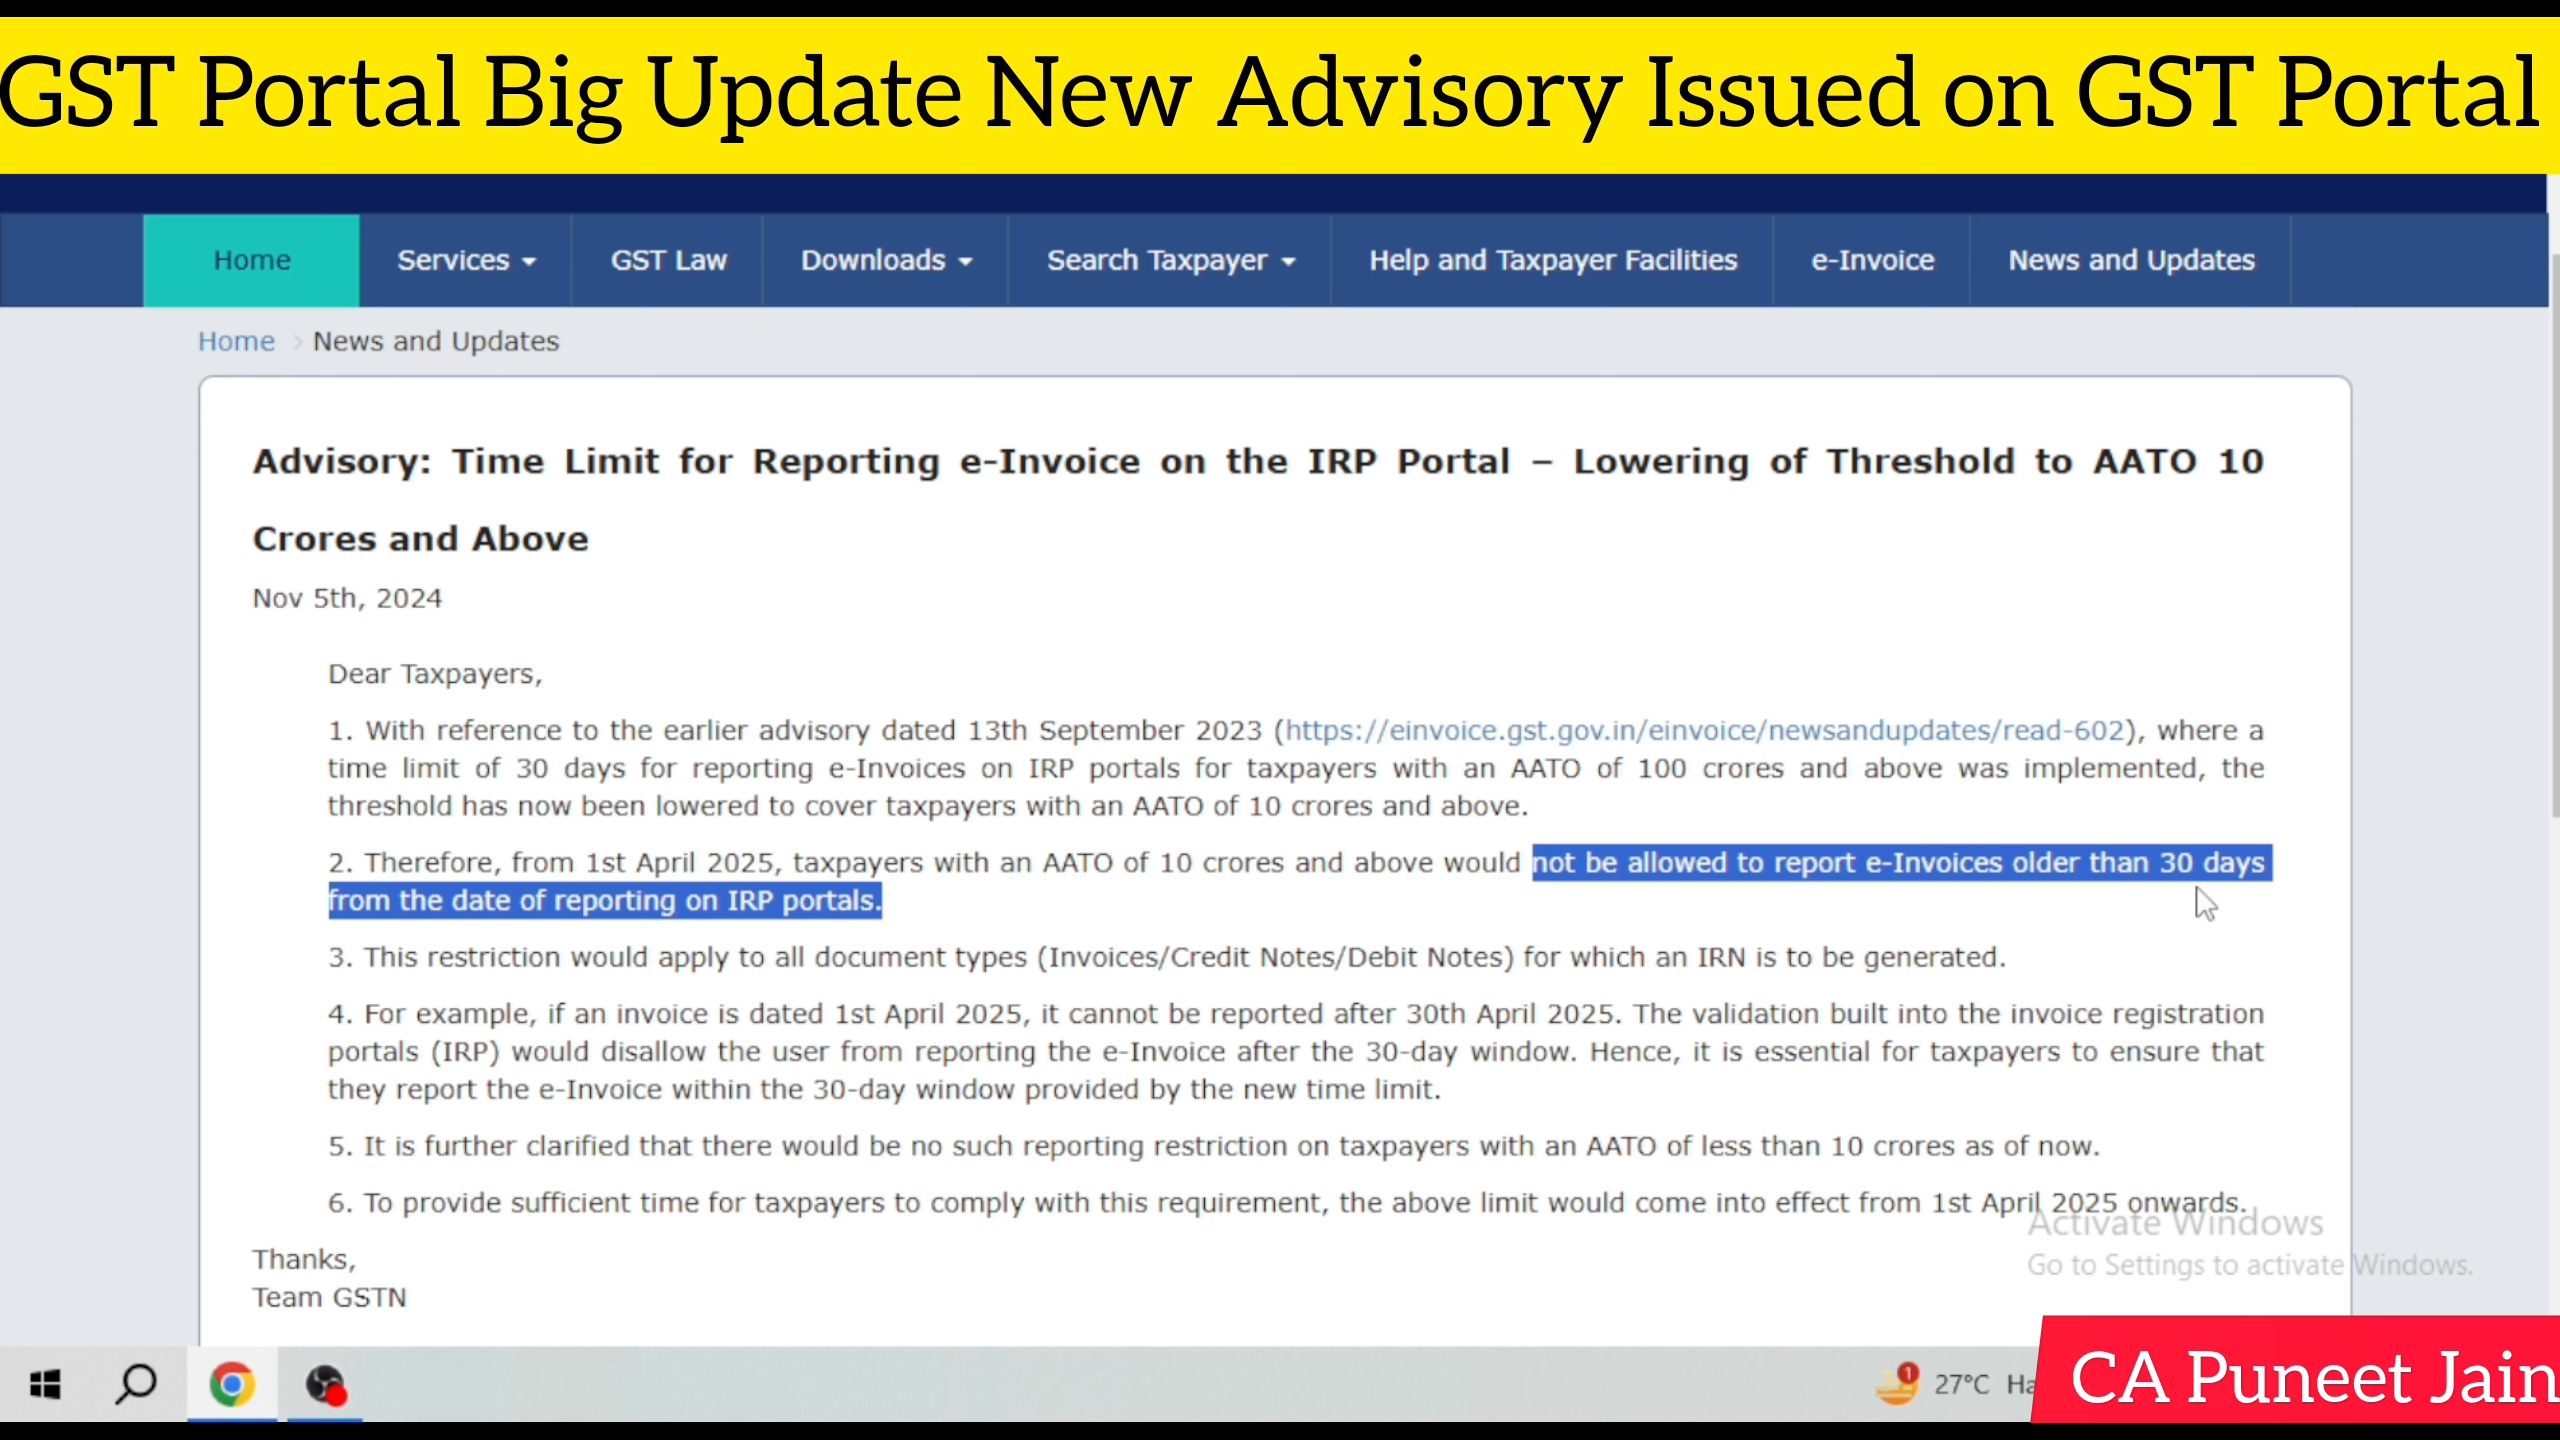 GST Portal Big Update New Advisory Issued on GST Portal
Home Services GST Law Downloads Search Taxpayer Help and Taxpayer Facilities e-Invoice News and Updates
Home > News and Updates
Advisory: Time Limit for Reporting e-Invoice on the IRP Portal – Lowering of Threshold to AATO 10
Crores and Above
Nov 5th, 2024
Dear Taxpayers,
1. With reference to the earlier advisory dated 13th September 2023 (https://einvoice.gst.gov.in/einvoice/newsandupdates/read-602), where a
time limit of 30 days for reporting e-Invoices on IRP portals for taxpayers with an AATO of 100 crores and above was implemented, the
threshold has now been lowered to cover taxpayers with an AATO of 10 crores and above.
2. Therefore, from 1st April 2025, taxpayers with an AATO of 10 crores and above would not be allowed to report e-Invoices older than 30 days
from the date of reporting on IRP portals.
3. This restriction would apply to all document types (Invoices/Credit Notes/Debit Notes) for which an IRN is to be generated.
4. For example, if an invoice is dated 1st April 2025, it cannot be reported after 30th April 2025. The validation built into the invoice registration
portals (IRP) would disallow the user from reporting the e-Invoice after the 30-day window. Hence, it is essential for taxpayers to ensure that
they report the e-Invoice within the 30-day window provided by the new time limit.
5. It is further clarified that there would be no such reporting restriction on taxpayers with an AATO of less than 10 crores as of now.
6. To provide sufficient time for taxpayers to comply with this requirement, the above limit would come into effect from 1st April 2025 onwards.
Activate Windows
Go to Settings to activate Windows.
Thanks,
Team GSTN
1 27°C
CA Puneet Jain